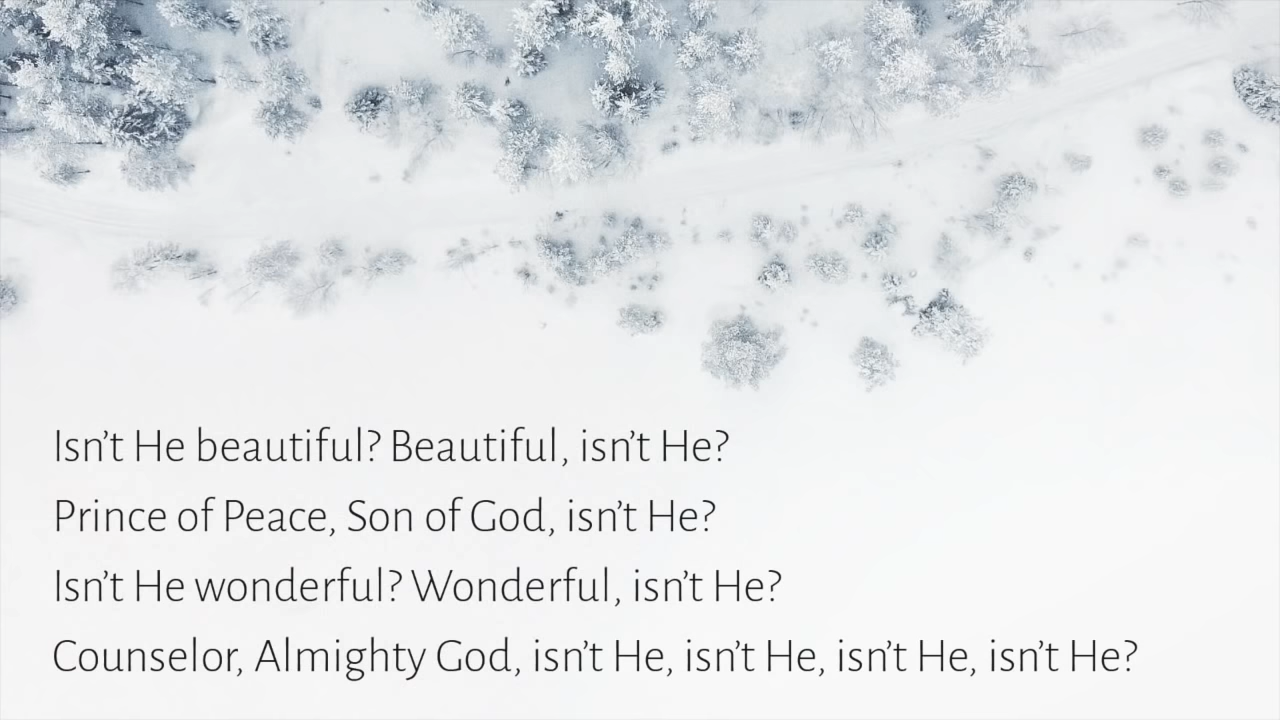 Isn’t He beautiful? Beautiful, isn’t He?
Prince of Peace, Son of God, isn’t He?
Isn’t He wonderful? Wonderful, isn’t He?
Counselor, Almighty God, isn’t He, isn’t He, isn’t He, isn’t He?